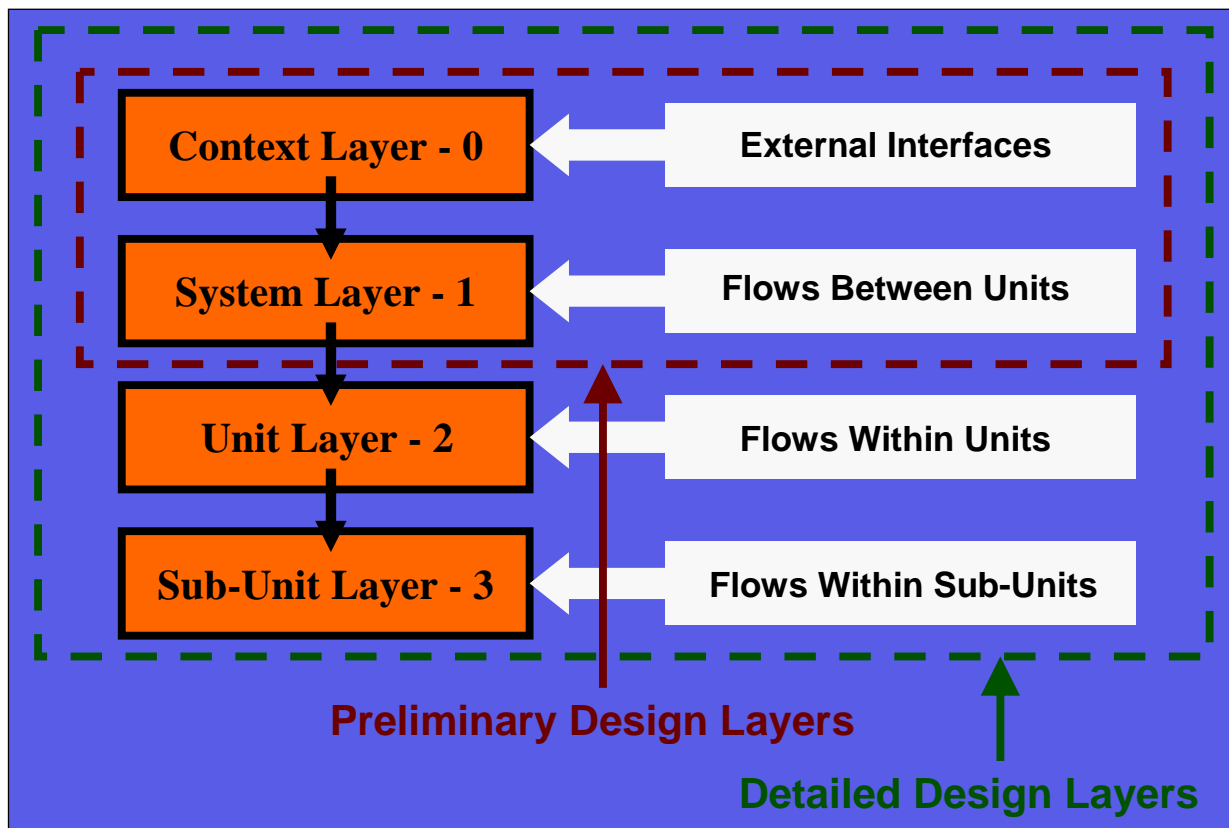 Context Layer - 0
External Interfaces
System Layer - 1
Flows Between Units
Unit Layer - 2
Flows Within Units
Sub-Unit Layer - 3
Flows Within Sub-Units
Preliminary Design Layers
Detailed Design Layers